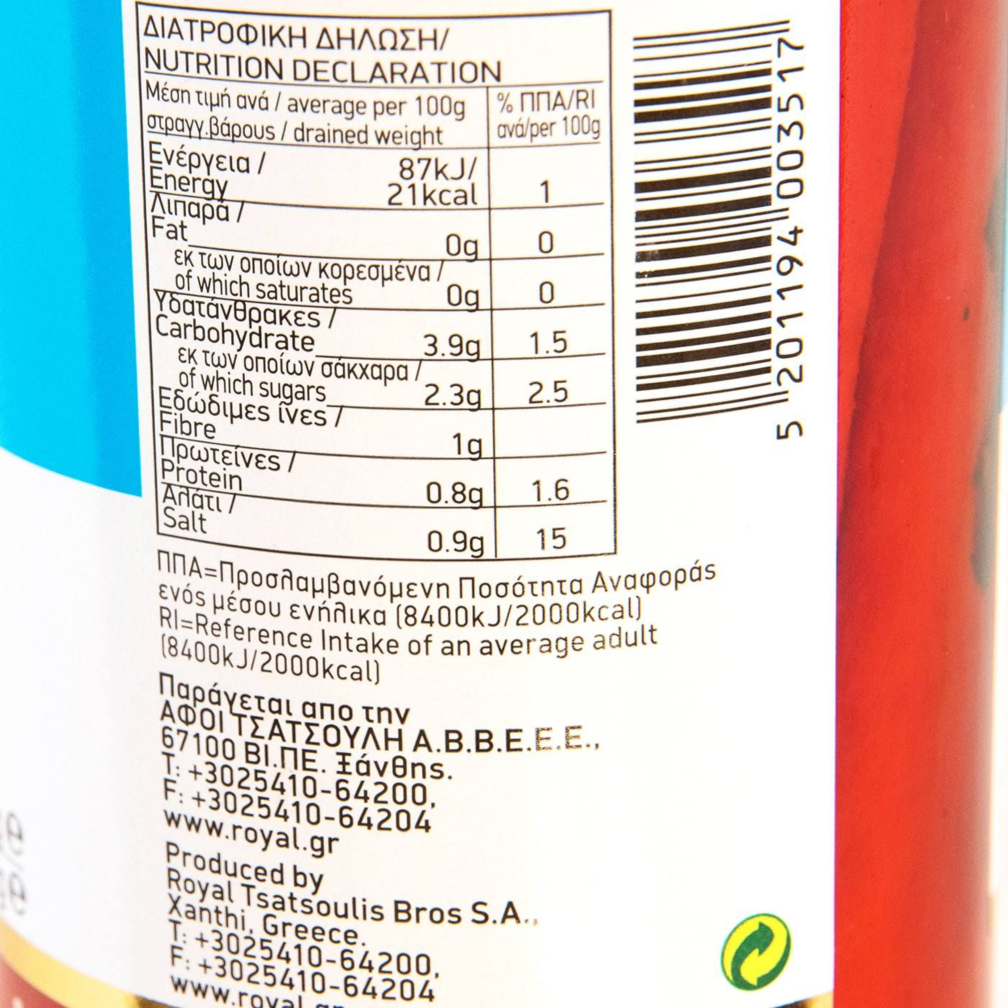 ΔΙΑΤΡΟΦΙΚΗ ΔΗΛΩΣΗ/
NUTRITION DECLARATION
Μέση τιμή ανά / average per 100g
στραγγ.βάρους / drained weight
% ΠΠΑ/RI
ανά/per 100g
Ενέργεια /
Energy
87kJ/
21kcal
1
Λιπαρά /
Fat
0g
0
εκ των οποίων κορεσμένα /
of which saturates
0g
0
Υδατάνθρακες /
Carbohydrate
3.9g
1.5
εκ των οποίων σάκχαρα /
of which sugars
2.3g
2.5
Εδώδιμες ίνες /
Fibre
1g
Πρωτείνες /
Protein
0.8g
1.6
Αλάτι /
Salt
0.9g
15
ΠΠΑ=Προσλαμβανόμενη Ποσότητα Αναφοράς
ενός μέσου ενήλικα (8400kJ/2000kcal)
RI=Reference Intake of an average adult
(8400kJ/2000kcal)
Παράγεται απο την
ΑΦΟΙ ΤΣΑΤΣΟΥΛΗ Α.Β.Β.Ε.Ε.Ε.,
67100 ΒΙ.ΠΕ. Ξάνθης.
T: +3025410-64200,
F: +3025410-64204
www.royal.gr
Produced by
Royal Tsatsoulis Bros S.A.,
Xanthi, Greece.
T: +3025410-64200,
F: +3025410-64204
www.royal.gr
5 201194 003517